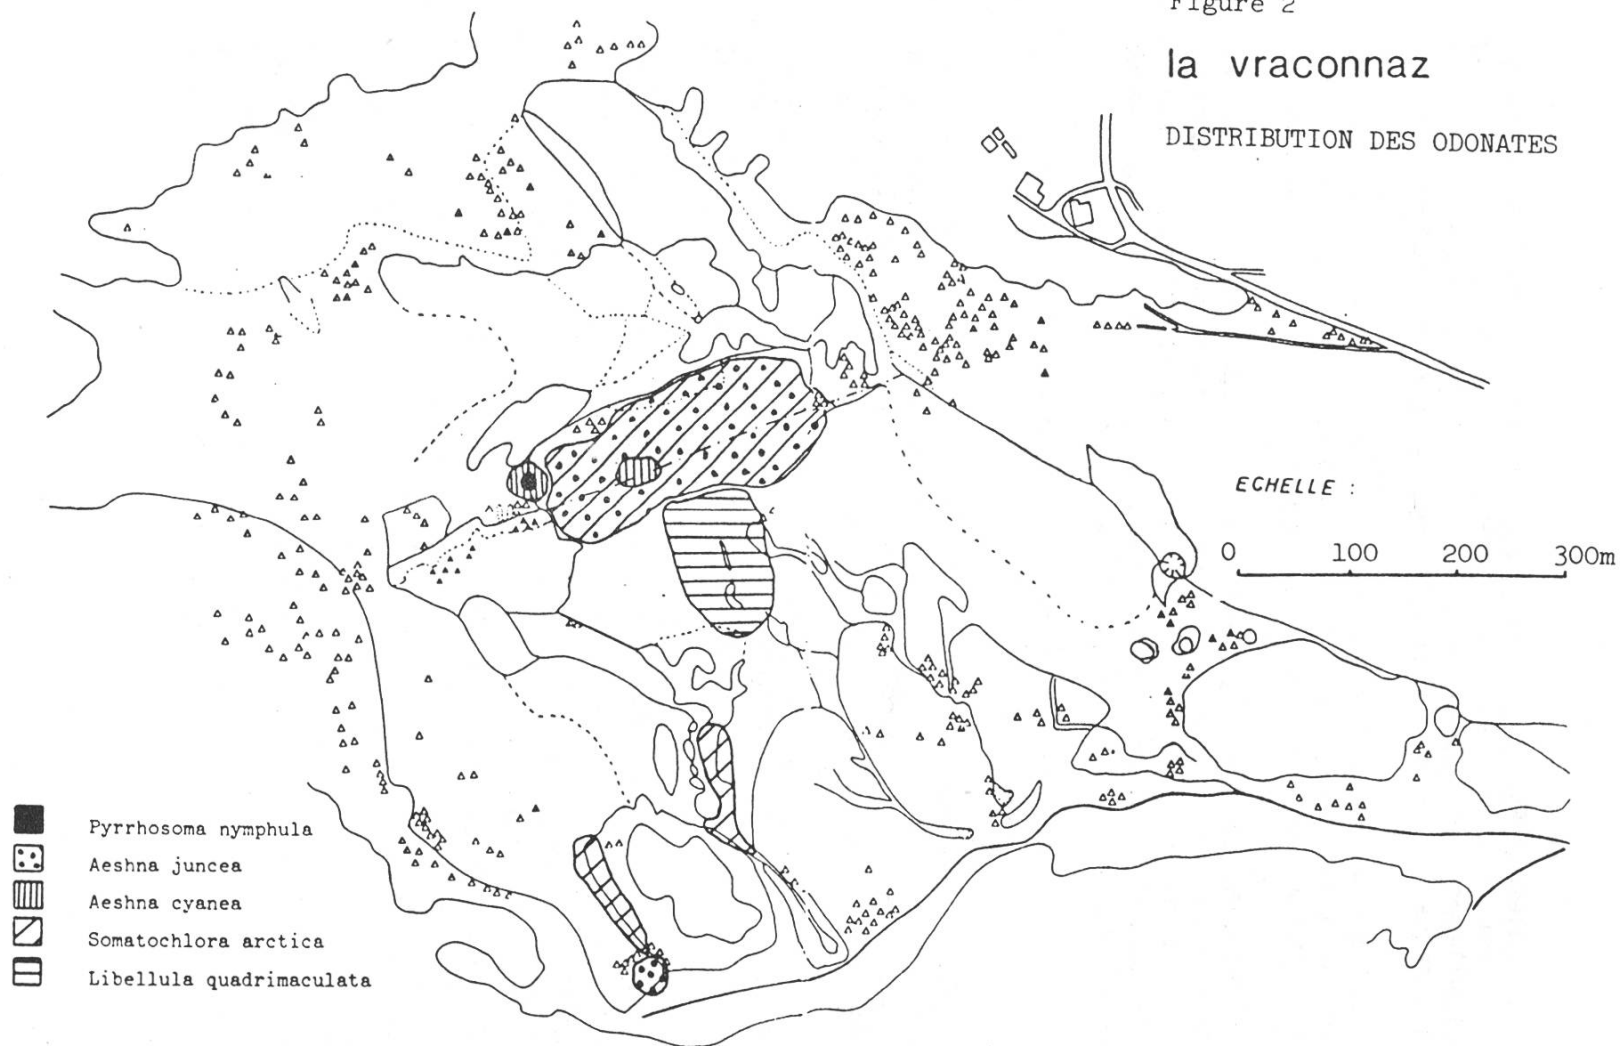 Figure 2
la vraconnaz
DISTRIBUTION DES ODONATES
ECHELLE :
0 100 200 300m
Pyrrhosoma nymphula
Aeshna juncea
Aeshna cyanea
Somatochlora arctica
Libellula quadrimaculata